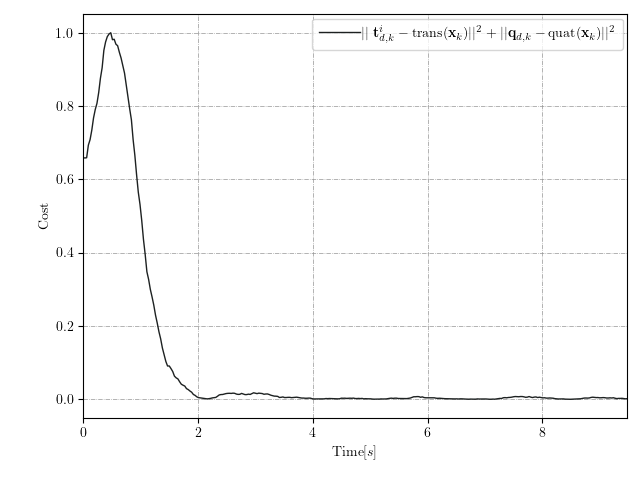 || t^i_{d,k} − trans(x_k)||^2 + ||q_{d,k} − quat(x_k)||^2
1.0
0.8
0.6
0.4
0.2
0.0
Cost
0 2 4 6 8
Time[s]